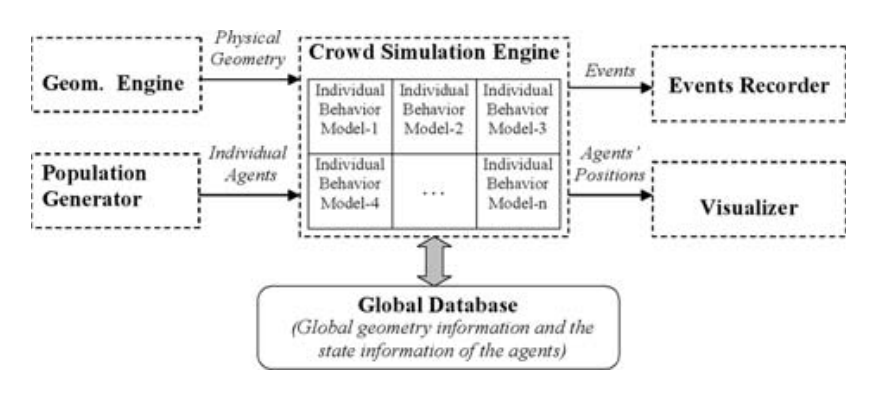 Geom. Engine
Physical
Geometry
Population
Generator
Individual
Agents
Crowd Simulation Engine
Individual
Behavior
Model-1
Individual
Behavior
Model-2
Individual
Behavior
Model-3
Individual
Behavior
Model-4
...
Individual
Behavior
Model-n
Events
Events Recorder
Agents'
Positions
Visualizer
Global Database
(Global geometry information and the
state information of the agents)